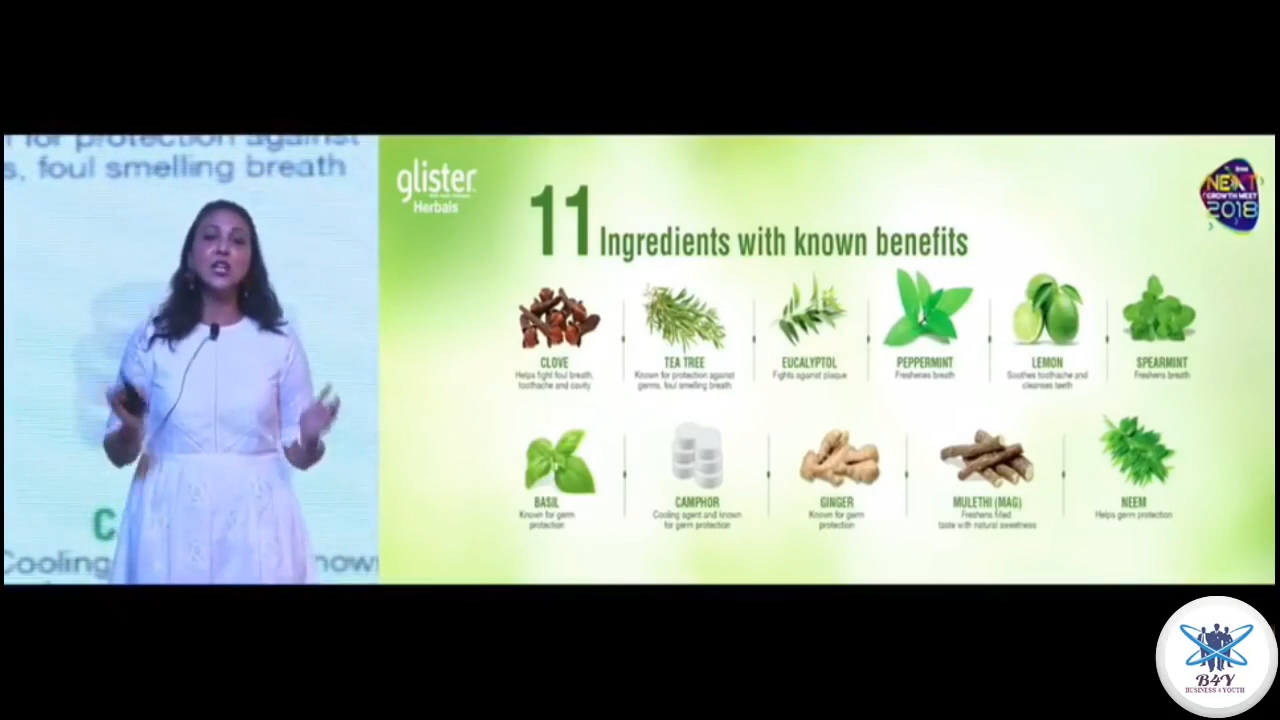 for protection against
s, foul smelling breath
C
Cooling
now
glister
Herbals
11 Ingredients with known benefits
NEXT
GROWTH MEET
2018
CLOVE
Helps fight foul breath,
toothache and cavity
TEA TREE
Known for protection against
germs, foul smelling breath
EUCALYPTOL
Fights against plaque
PEPPERMINT
Freshenes breath
LEMON
Soothes toothache and
cleanses teeth
SPEARMINT
Freshens breath
BASIL
Known for germ
protection
CAMPHOR
Cooling agent and known
for germ protection
GINGER
Known for germ
protection
MULETHI (MAG)
Freshens filled
taste with natural sweetness
NEEM
Helps germ protection
B4Y
BUSINESS 4 YOUTH